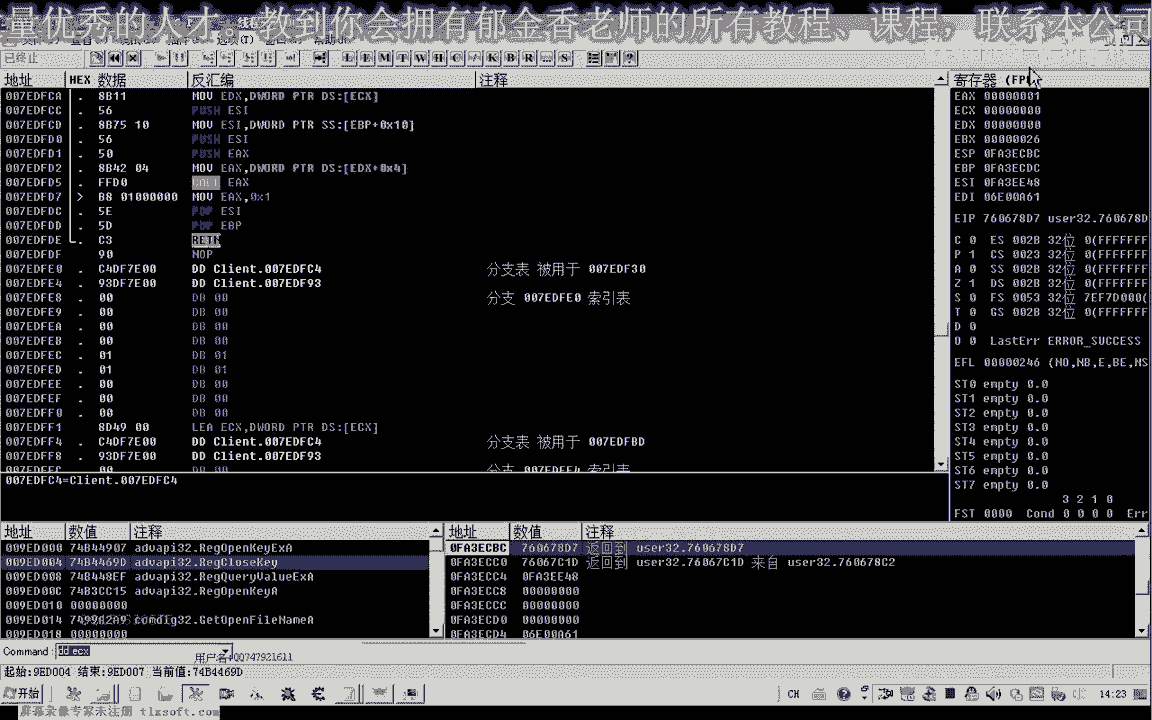 量优秀的人才。教到你会拥有郁金香老师的所有教程、课程，联系本公司
已终止 L E M T W H C / K B R ... S
地址 HEX 数据 反汇编 注释
007EDFCA . 8B11 MOV EDX,DWORD PTR DS:[ECX]
007EDFCC . 56 PUSH ESI
007EDFCD . 8B75 10 MOV ESI,DWORD PTR SS:[EBP+0x10]
007EDFD0 . 56 PUSH ESI
007EDFD1 . 50 PUSH EAX
007EDFD2 . 8B42 04 MOV EAX,DWORD PTR DS:[EDX+0x4]
007EDFD5 . FFD0 CALL EAX
007EDFD7 > B8 01000000 MOV EAX,0x1
007EDFDC . 5E POP ESI
007EDFDD . 5D POP EBP
007EDFDE . C3 RETN
007EDFDF 90 NOP
007EDFE0 . C4DF7E00 DD Client.007EDFC4 分支表 被用于 007EDF30
007EDFE4 . 93DF7E00 DD Client.007EDF93
007EDFE8 . 00 DB 00 分支 007EDFE0 索引表
007EDFE9 . 00 DB 00
007EDFEA . 00 DB 00
007EDFEB . 00 DB 00
007EDFEC . 01 DB 01
007EDFED . 01 DB 01
007EDFEE . 00 DB 00
007EDFEF . 00 DB 00
007EDFF0 . 00 DB 00
007EDFF1 8D49 00 LEA ECX,DWORD PTR DS:[ECX]
007EDFF4 . C4DF7E00 DD Client.007EDFC4 分支表 被用于 007EDFBD
007EDFF8 . 93DF7E00 DD Client.007EDF93
007EDFFC . 00 DB 00 分支 007EDFF4 索引表
007EDFC4=Client.007EDFC4
寄存器 (FPU
EAX 00000001
ECX 00000000
EDX 00000000
EBX 00000026
ESP 0FA3ECBC
EBP 0FA3ECDC
ESI 0FA3EE48
EDI 06E00A61
EIP 760678D7 user32.760678D
C 0 ES 002B 32位 0(FFFFFFF
P 1 CS 0023 32位 0(FFFFFFF
A 0 SS 002B 32位 0(FFFFFFF
Z 1 DS 002B 32位 0(FFFFFFF
S 0 FS 0053 32位 7EF7D000(
T 0 GS 002B 32位 0(FFFFFFF
D 0
O 0 LastErr ERROR_SUCCESS
EFL 00000246 (NO,NB,E,BE,NS
ST0 empty 0.0
ST1 empty 0.0
ST2 empty 0.0
ST3 empty 0.0
ST4 empty 0.0
ST5 empty 0.0
ST6 empty 0.0
ST7 empty 0.0
3 2 1 0
FST 0000 Cond 0 0 0 0 Err
地址 数值 注释
009ED000 74B44907 advapi32.RegOpenKeyExA
009ED004 74B4469D advapi32.RegCloseKey
009ED008 74B448EF advapi32.RegQueryValueExA
009ED00C 74B3CC15 advapi32.RegOpenKeyA
009ED010 00000000
009ED014 7499A2A9 comdlg32.GetOpenFileNameA
009ED018 00000000
地址 数值 注释
0FA3ECBC 760678D7 返回到 user32.760678D7
0FA3ECC0 76067C1D 返回到 user32.76067C1D 来自 user32.760678C2
0FA3ECC4 0FA3EE48
0FA3ECC8 00000000
0FA3ECCC 00000000
0FA3ECD0 00000000
0FA3ECD4 06E00A61
Command : dd ecx
用户名:QQ747921611
起始:9ED004 结束:9ED007 当前值:74B4469D
开始 CH 14:23
屏幕录像专家未注册 tlxsoft.com